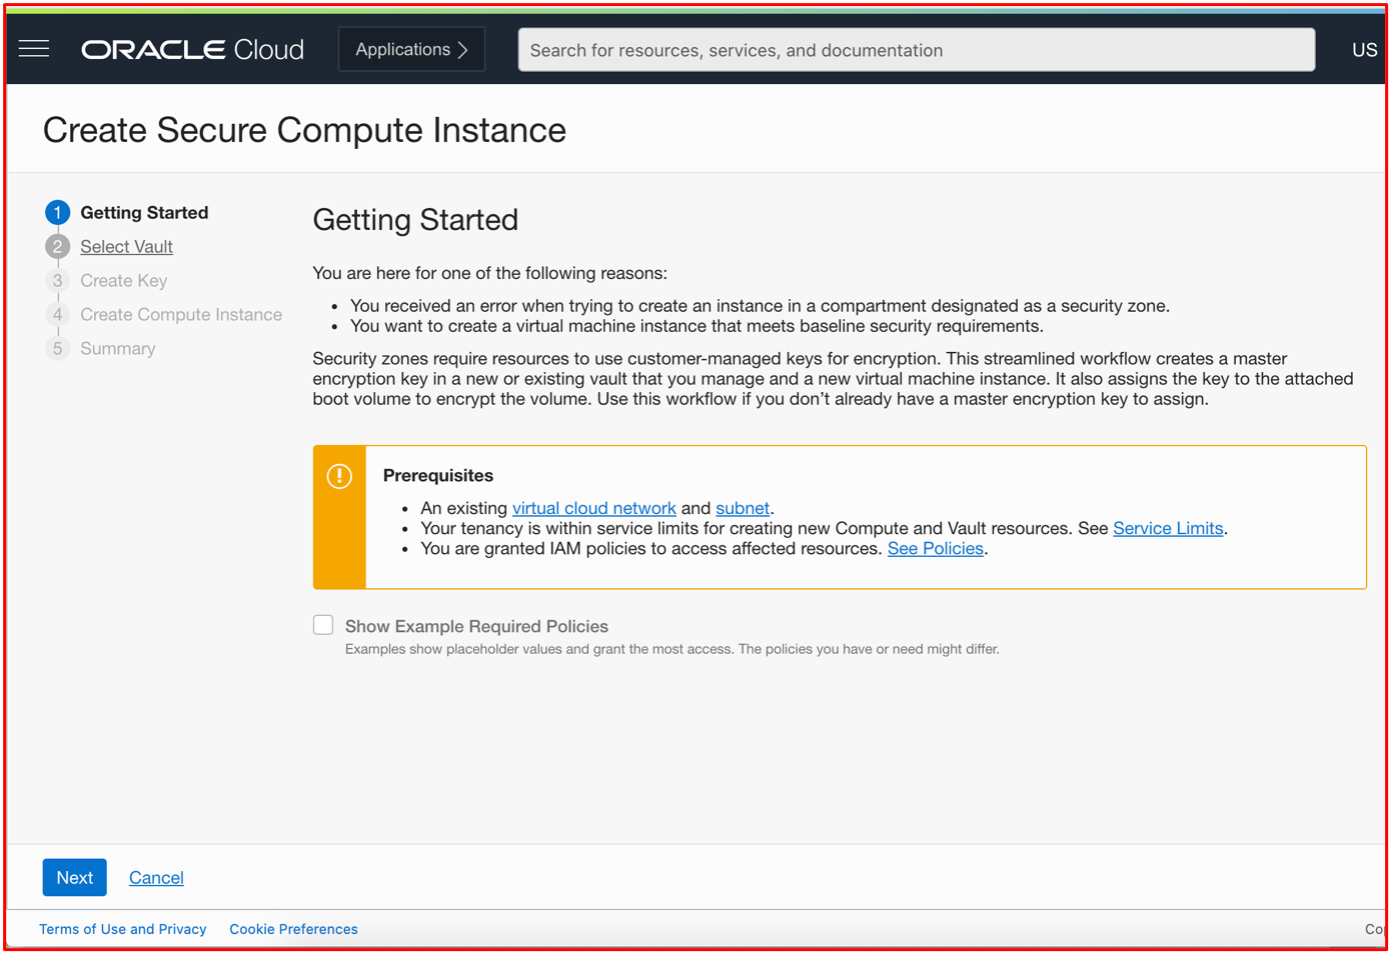 ORACLE Cloud
Applications
Search for resources, services, and documentation
US
Create Secure Compute Instance
1 Getting Started
2 Select Vault
3 Create Key
4 Create Compute Instance
5 Summary
Getting Started
You are here for one of the following reasons:
• You received an error when trying to create an instance in a compartment designated as a security zone.
• You want to create a virtual machine instance that meets baseline security requirements.
Security zones require resources to use customer-managed keys for encryption. This streamlined workflow creates a master
encryption key in a new or existing vault that you manage and a new virtual machine instance. It also assigns the key to the attached
boot volume to encrypt the volume. Use this workflow if you don’t already have a master encryption key to assign.
Prerequisites
• An existing virtual cloud network and subnet.
• Your tenancy is within service limits for creating new Compute and Vault resources. See Service Limits.
• You are granted IAM policies to access affected resources. See Policies.
Show Example Required Policies
Examples show placeholder values and grant the most access. The policies you have or need might differ.
Next
Cancel
Terms of Use and Privacy
Cookie Preferences